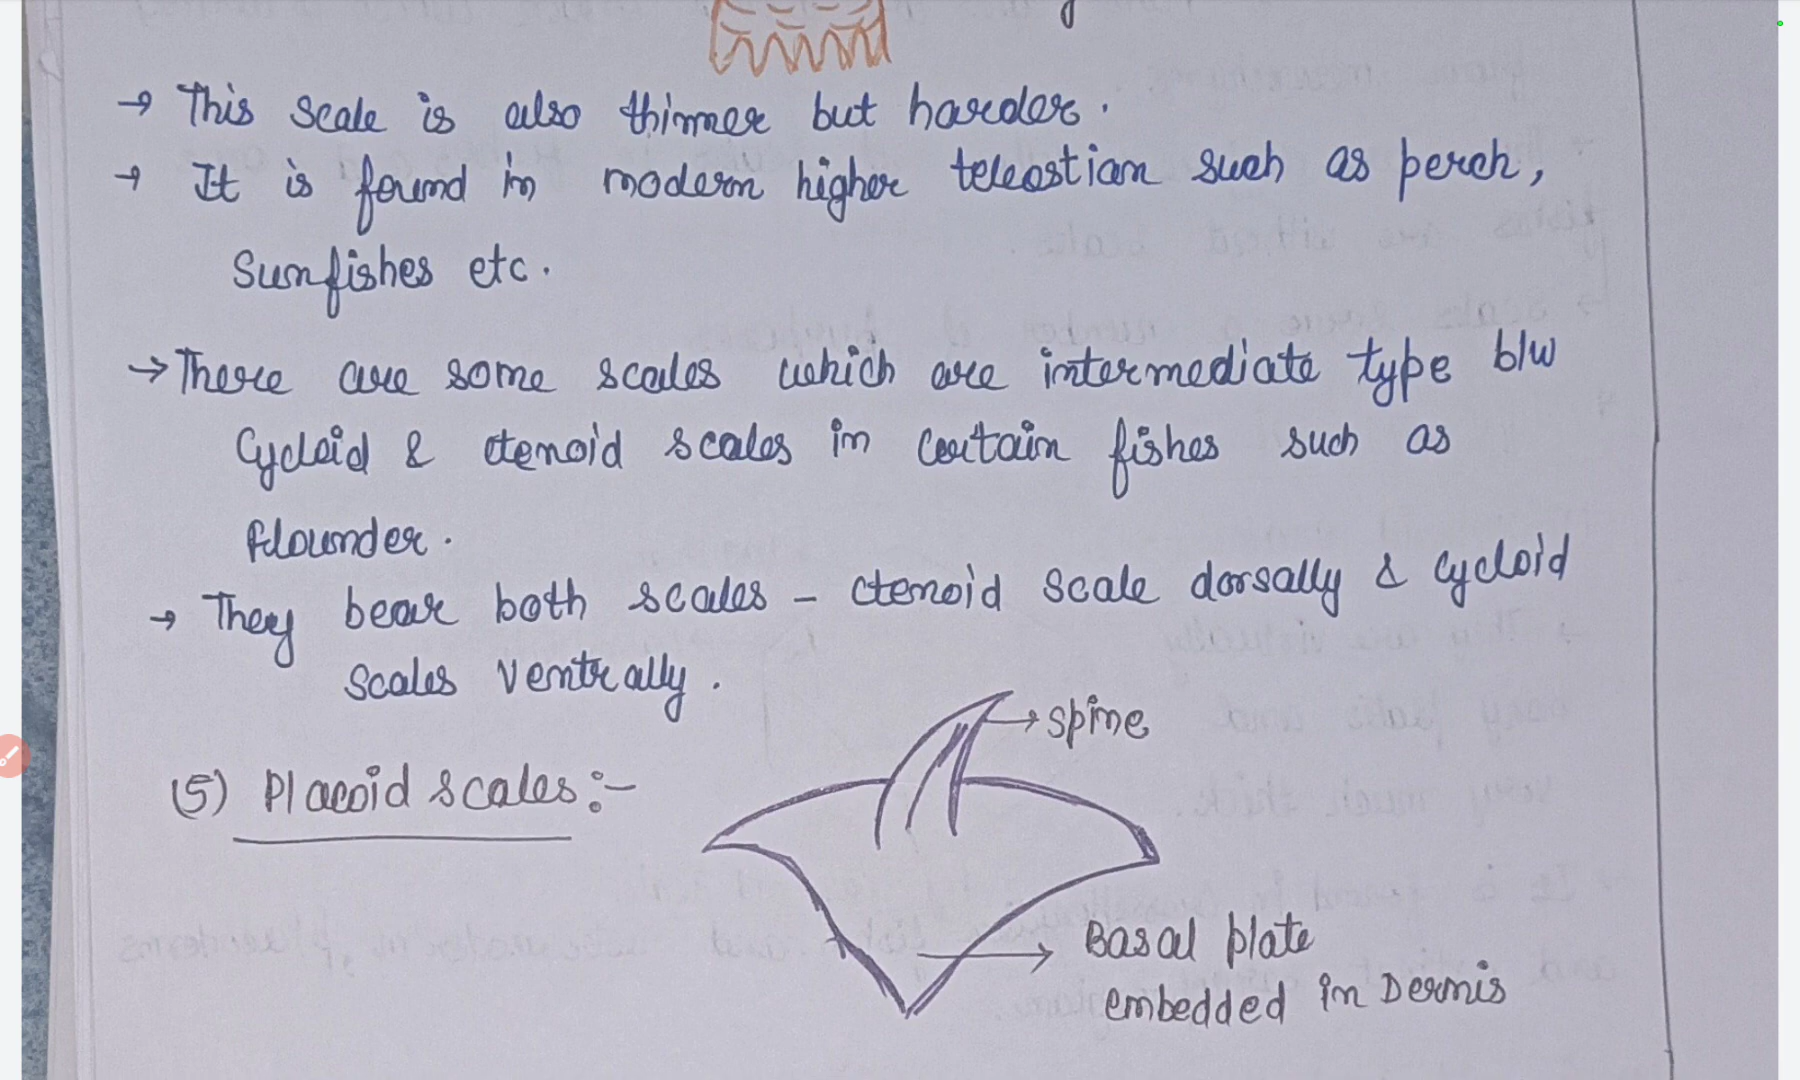 → This scale is also thinner but harder.
→ It is found in modern higher teleostian such as perch,
Sunfishes etc.
→ There are some scales which are intermediate type b/w
Cycloid & ctenoid scales in certain fishes such as
flounder.
→ They bear both scales - ctenoid scale dorsally & cycloid
scales ventrally.
→ spine
(5) Placoid scales:-
→ Basal plate
embedded in Dermis